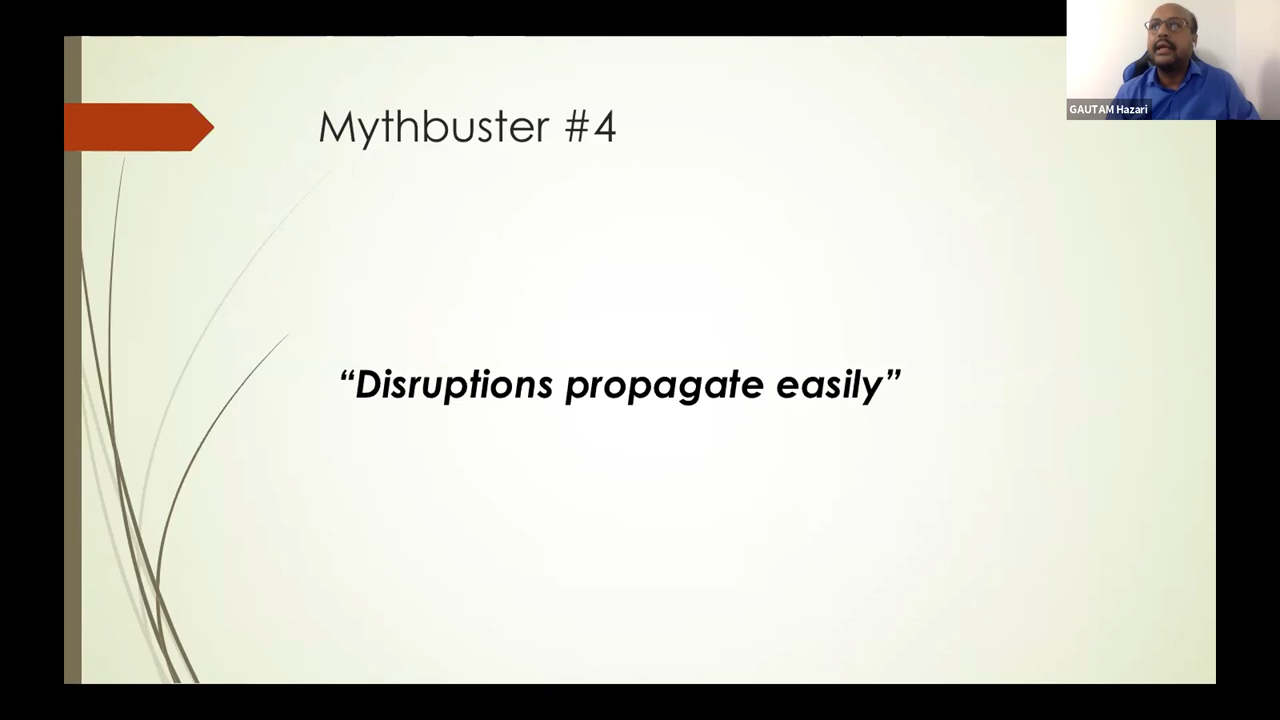 GAUTAM Hazari
Mythbuster #4
“Disruptions propagate easily”